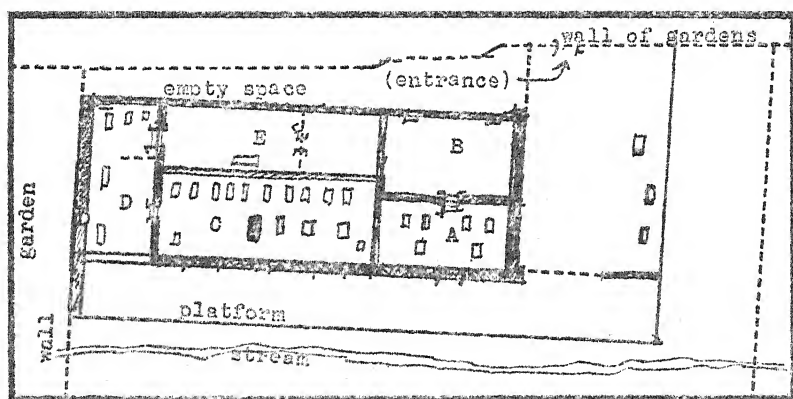 wall of gardens
(entrance)
empty space
E
B
D
C
A
garden
wall
platform
stream